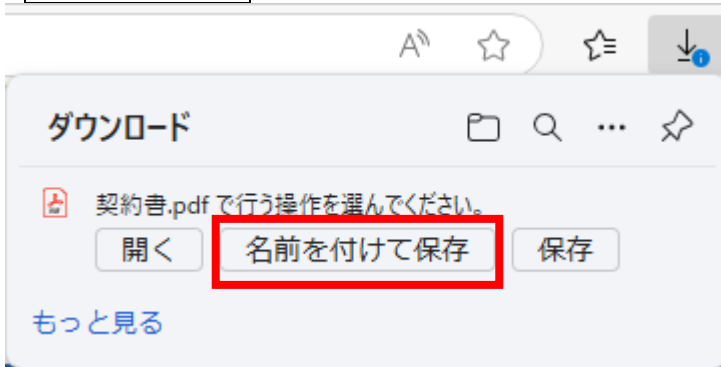 ダウンロード
契約書.pdf で行う操作を選んでください。
開く 名前を付けて保存 保存
もっと見る